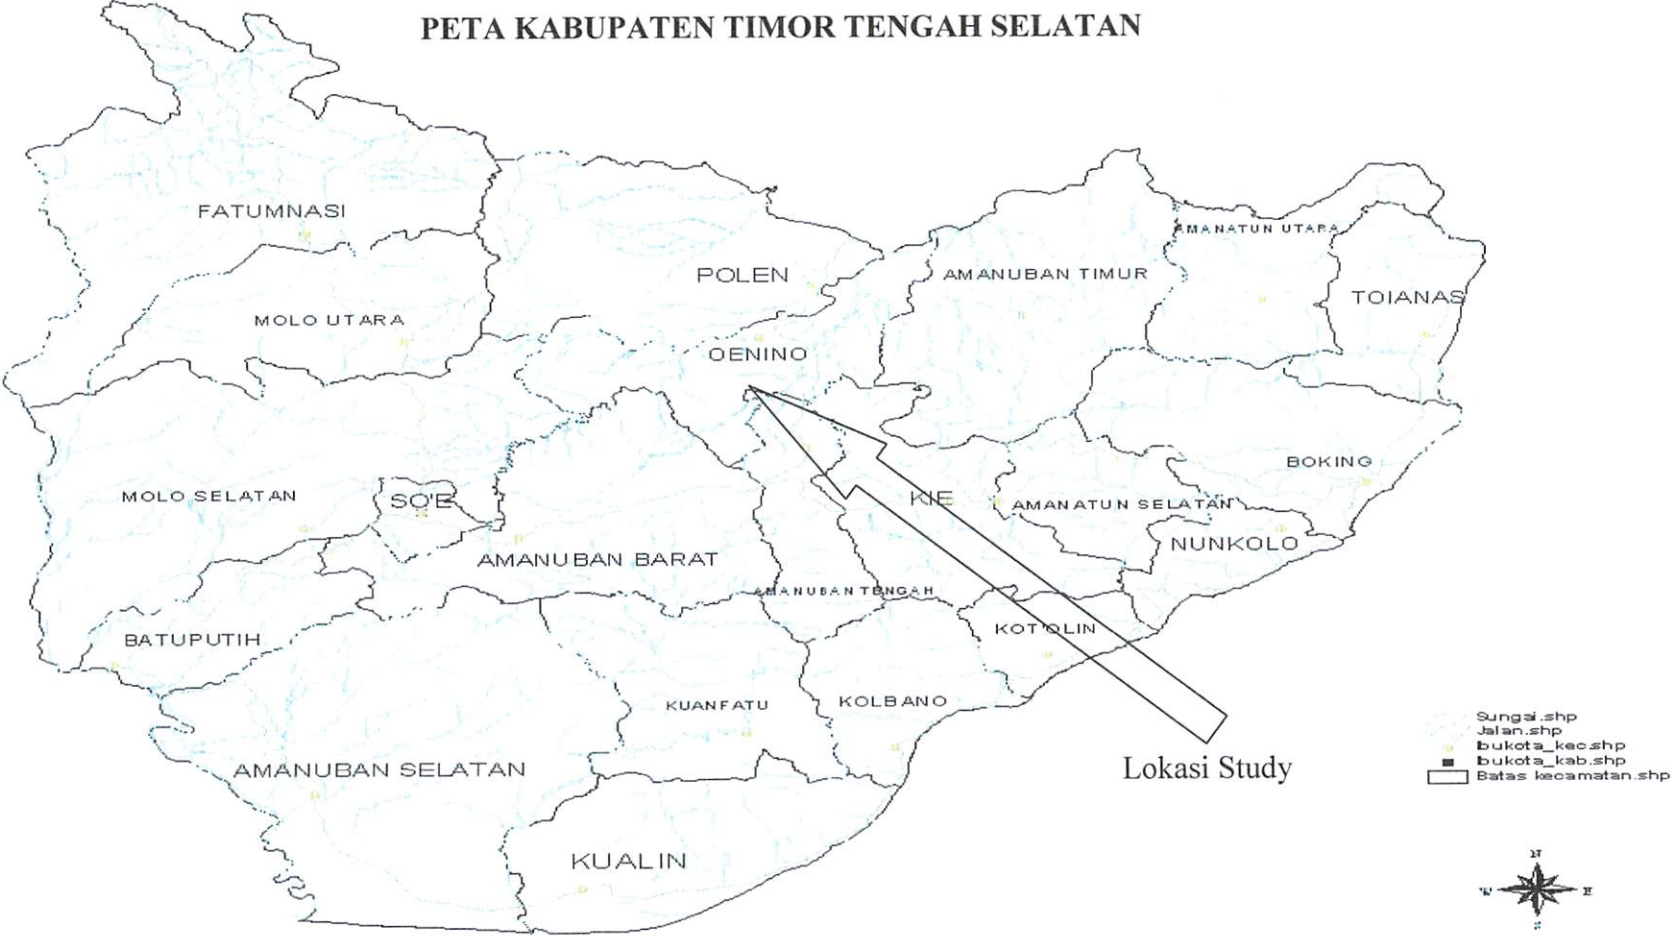 PETA KABUPATEN TIMOR TENGAH SELATAN
FATUMNASI
AMANATUN UTARA
POLEN
AMANUBAN TIMUR
TOIANAS
MOLO UTARA
OENINO
BOKING
MOLO SELATAN
SO'E
KIE
AMANATUN SELATAN
NUNKOLO
AMANUBAN BARAT
AMANUBAN TENGAH
BATUPUTIH
KOT'OLIN
KUANFATU
KOLBANO
AMANUBAN SELATAN
Lokasi Study
KUALIN
Sungai.shp
Jalan.shp
Ibukota_kec.shp
Ibukota_kab.shp
Batas kecamatan.shp
N
W E
S